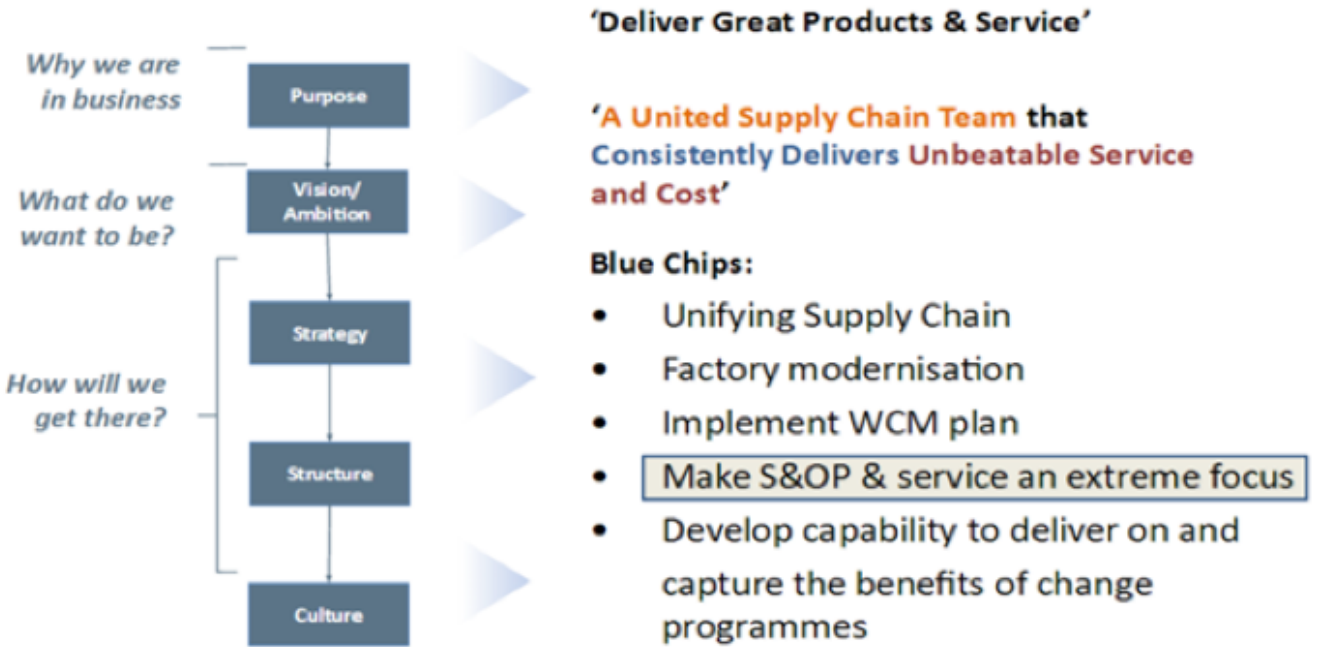 Why we are
in business
What do we
want to be?
How will we
get there?
Purpose
Vision/
Ambition
Strategy
Structure
Culture
‘Deliver Great Products & Service’
‘A United Supply Chain Team that
Consistently Delivers Unbeatable Service
and Cost’
Blue Chips:
• Unifying Supply Chain
• Factory modernisation
• Implement WCM plan
• Make S&OP & service an extreme focus
• Develop capability to deliver on and
capture the benefits of change
programmes